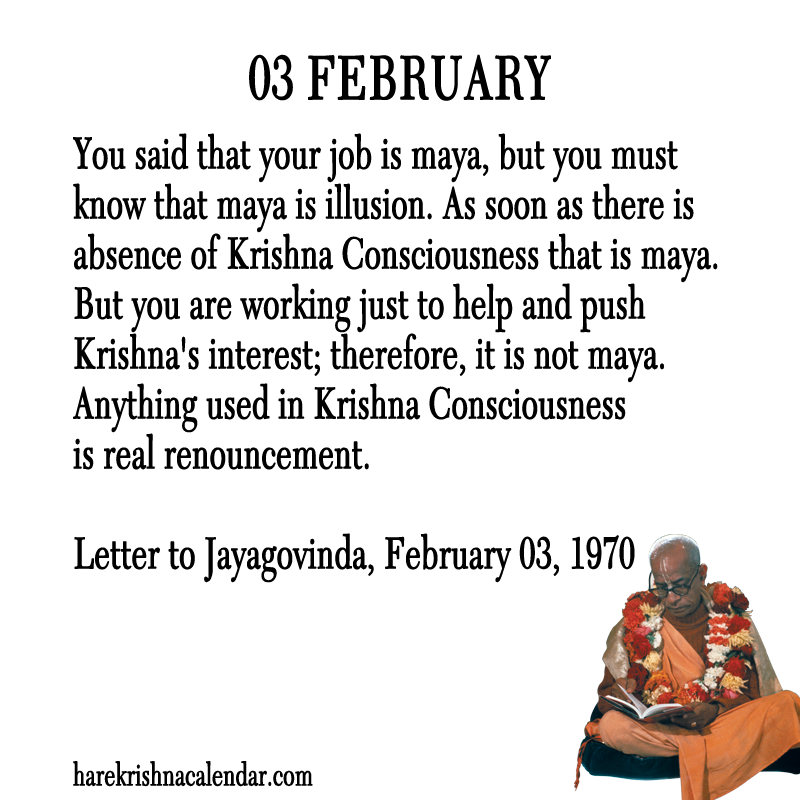 03 FEBRUARY
You said that your job is maya, but you must
know that maya is illusion. As soon as there is
absence of Krishna Consciousness that is maya.
But you are working just to help and push
Krishna's interest; therefore, it is not maya.
Anything used in Krishna Consciousness
is real renouncement.
Letter to Jayagovinda, February 03, 1970
harekrishnacalendar.com